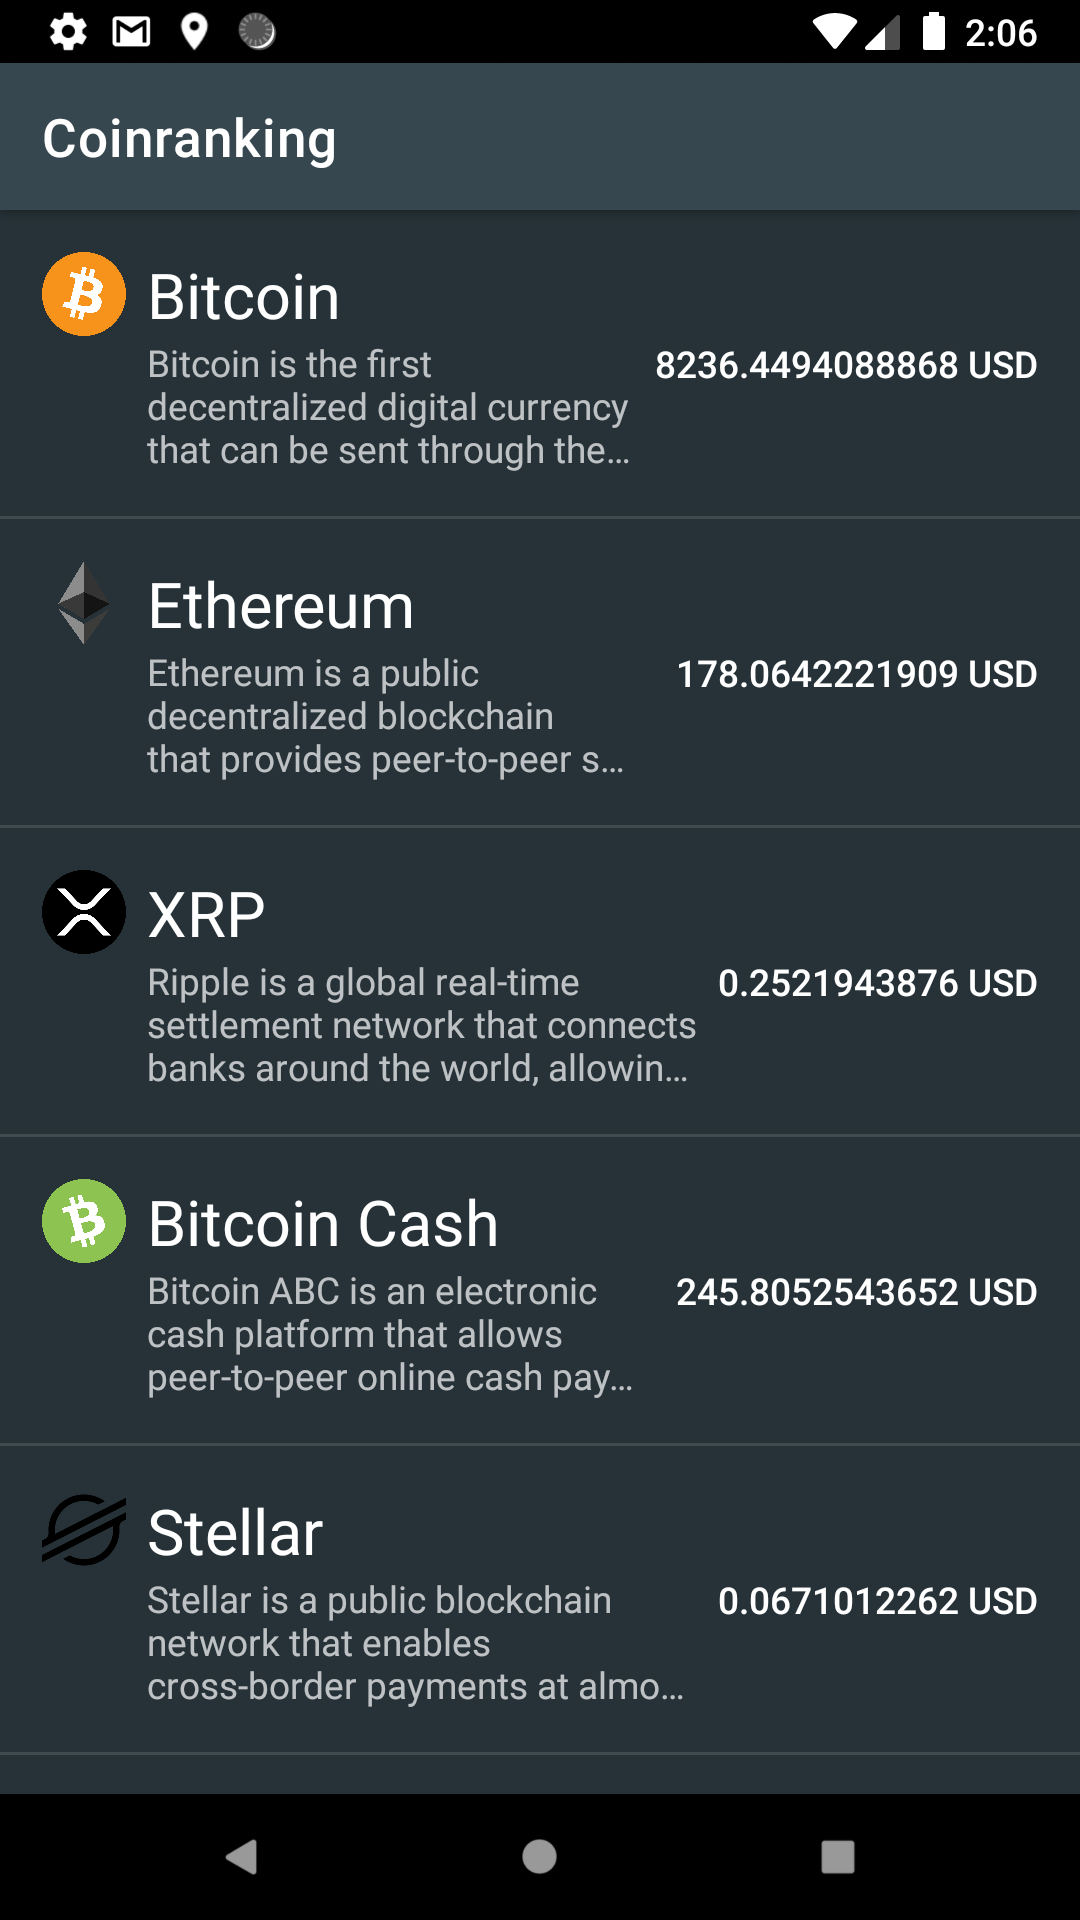 2:06
Coinranking
Bitcoin
Bitcoin is the first
decentralized digital currency
that can be sent through the…
8236.4494088868 USD
Ethereum
Ethereum is a public
decentralized blockchain
that provides peer-to-peer s…
178.0642221909 USD
XRP
Ripple is a global real-time
settlement network that connects
banks around the world, allowin…
0.2521943876 USD
Bitcoin Cash
Bitcoin ABC is an electronic
cash platform that allows
peer-to-peer online cash pay…
245.8052543652 USD
Stellar
Stellar is a public blockchain
network that enables
cross-border payments at almo…
0.0671012262 USD